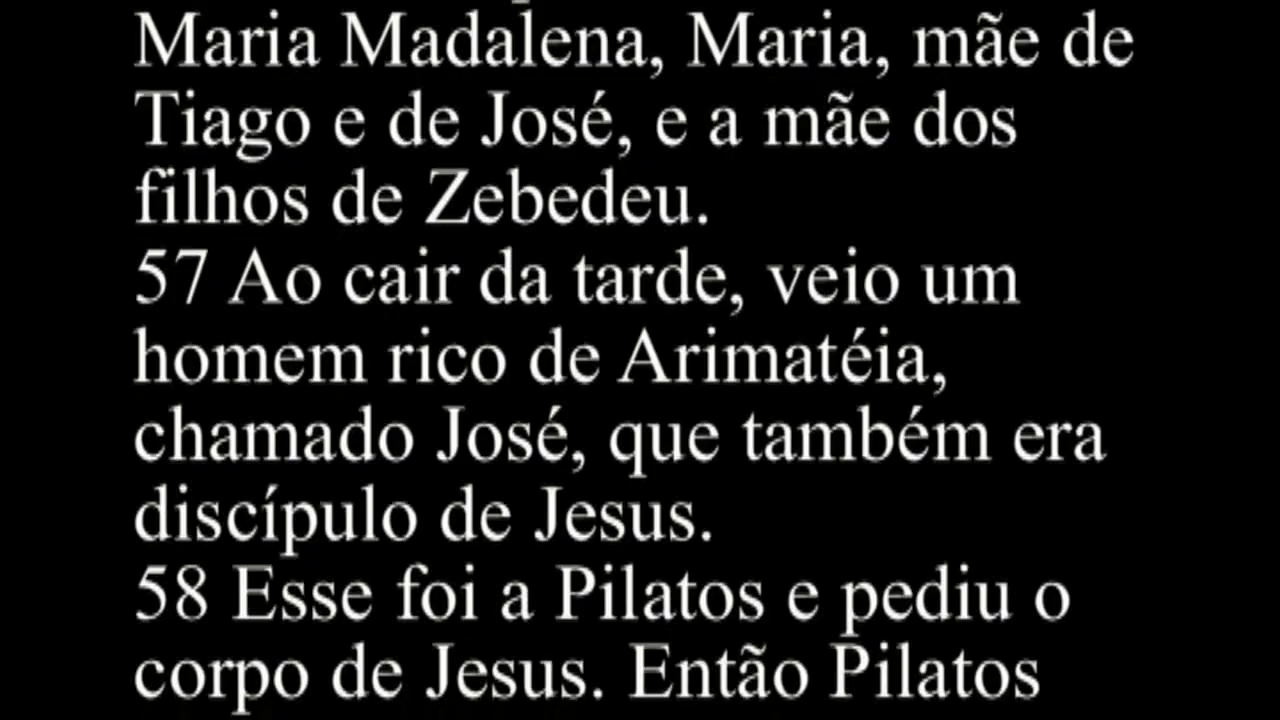 Maria Madalena, Maria, mãe de
Tiago e de José, e a mãe dos
filhos de Zebedeu.
57 Ao cair da tarde, veio um
homem rico de Arimatéia,
chamado José, que também era
discípulo de Jesus.
58 Esse foi a Pilatos e pediu o
corpo de Jesus. Então Pilatos